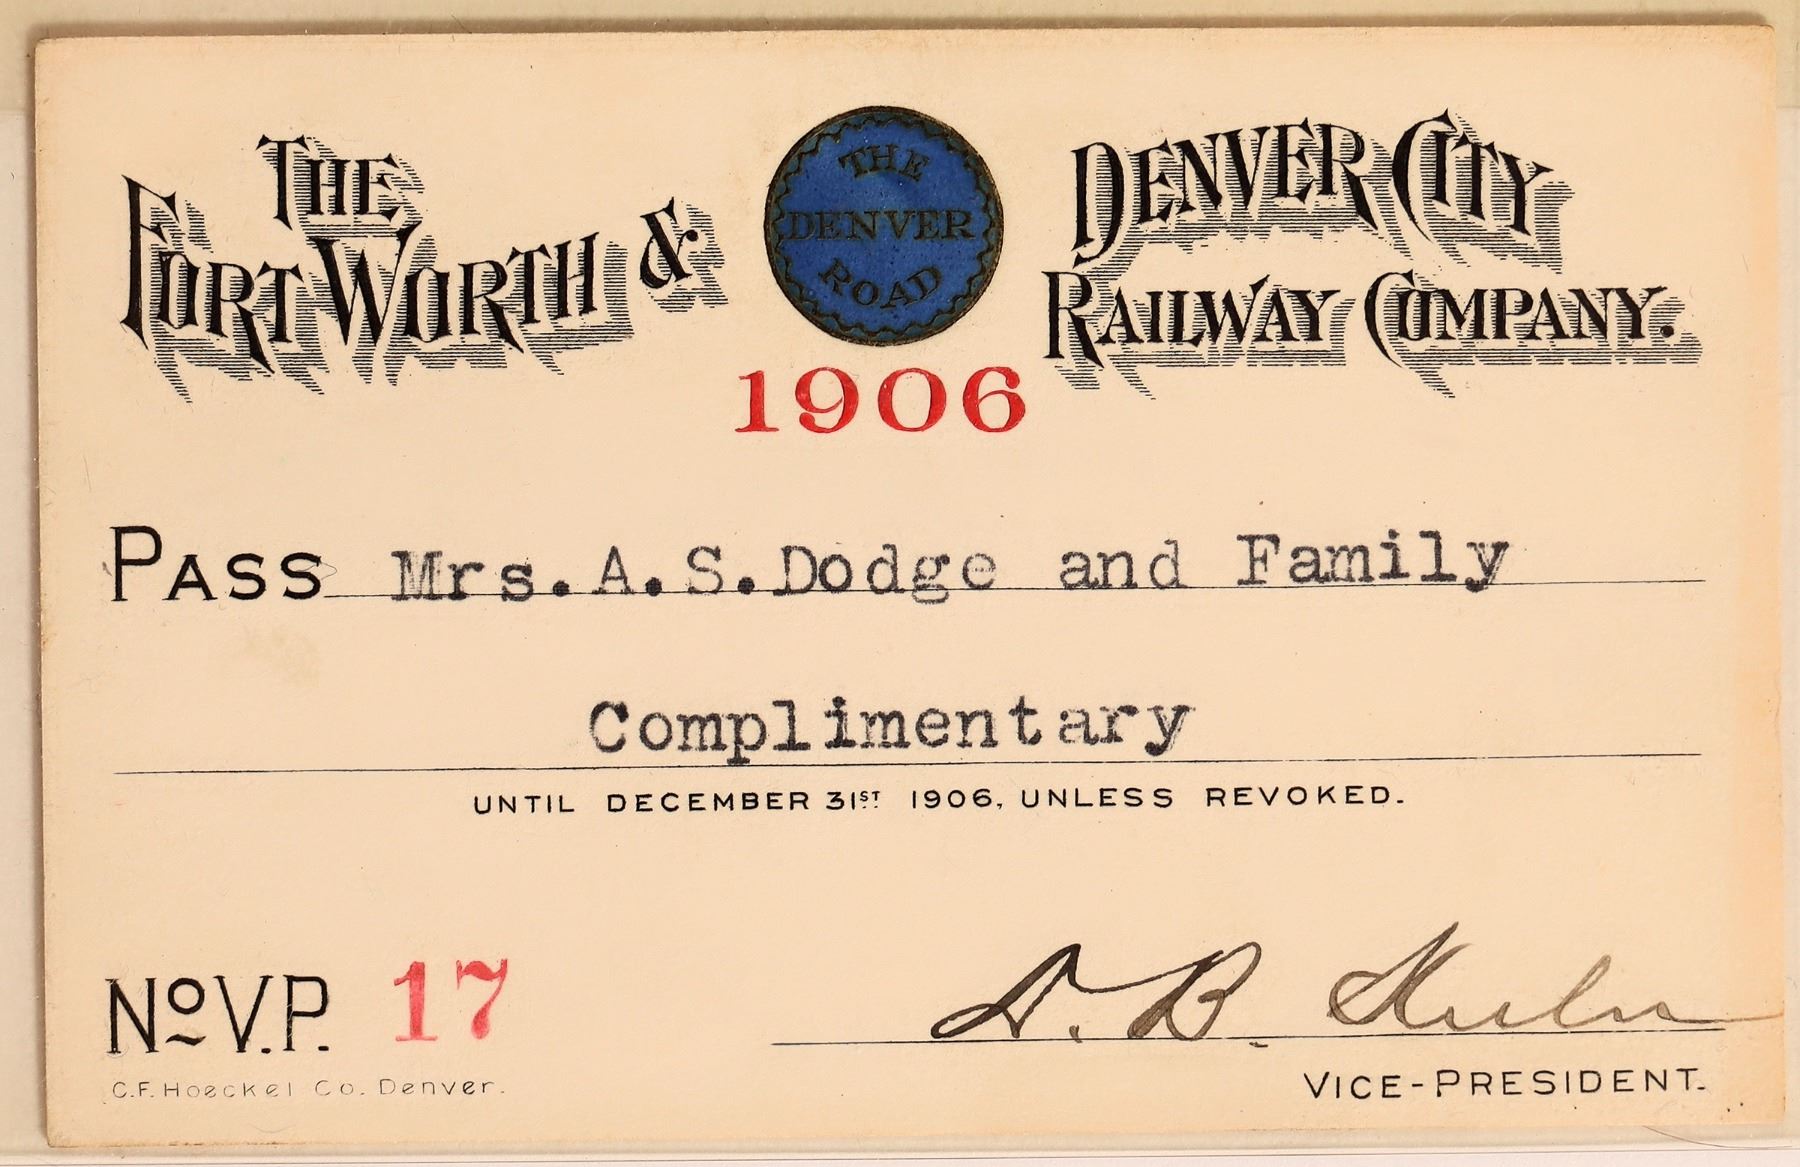 THE
FORT WORTH &
THE
DENVER
ROAD
DENVER CITY
RAILWAY COMPANY.
1906
PASS Mrs. A. S. Dodge and Family
Complimentary
UNTIL DECEMBER 31ST 1906, UNLESS REVOKED.
No V.P. 17
D. B. Keeler
VICE-PRESIDENT.
C.F. Hoeckel Co. Denver.